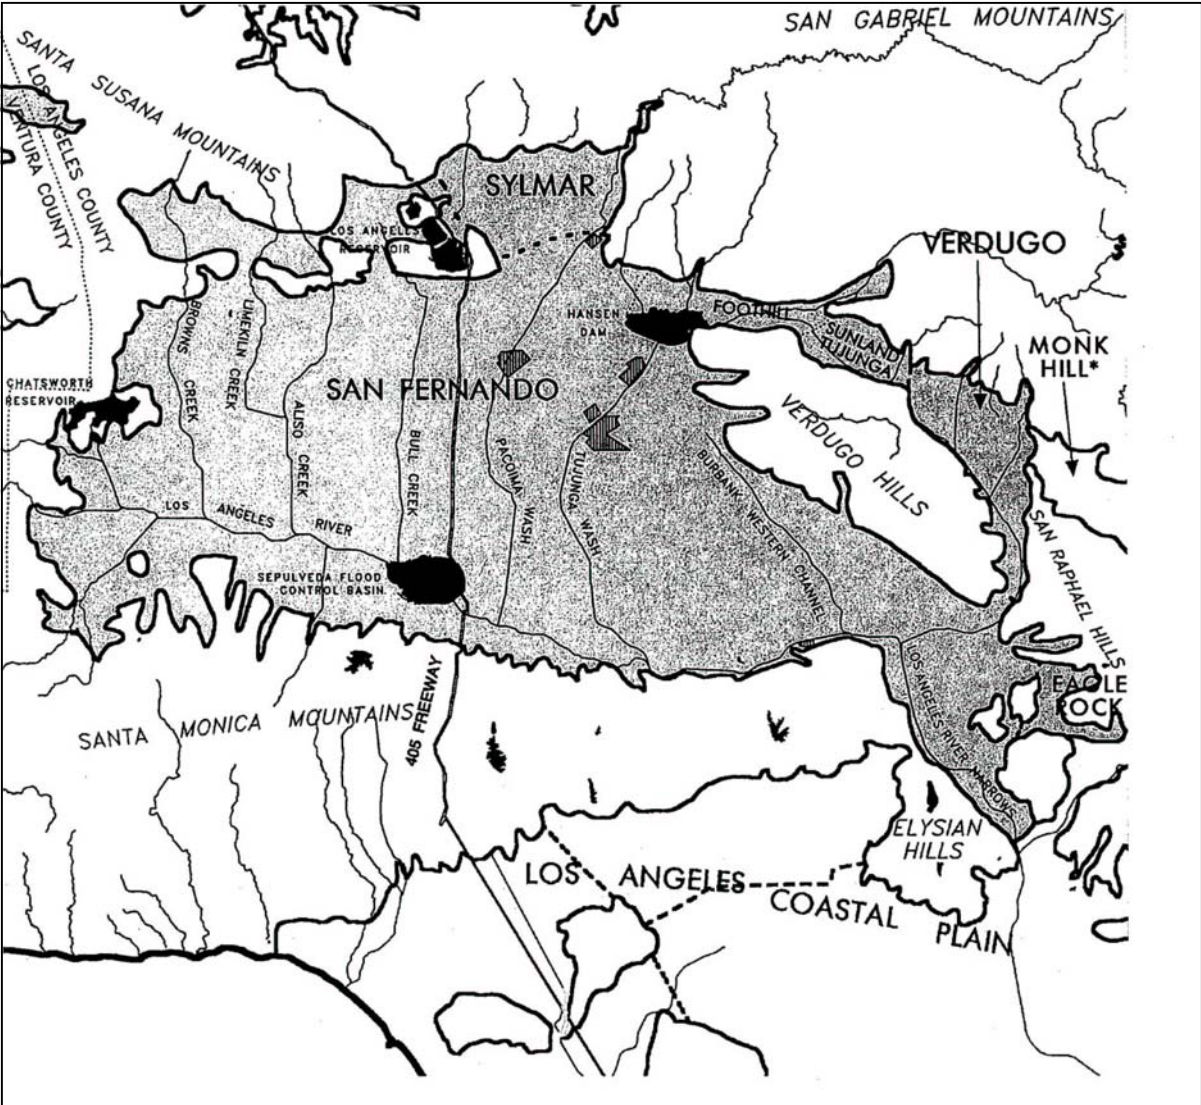 SAN GABRIEL MOUNTAINS
SANTA SUSANA MOUNTAINS
LOS ANGELES COUNTY
VENTURA COUNTY
SYLMAR
LOS ANGELES
RESERVOIR
VERDUGO
HANSEN
DAM
FOOTHILL
SUNLAND
TUJUNGA
MONK
HILL*
BROWNS CREEK
LIMEKILN CREEK
CHATSWORTH
RESERVOIR
SAN FERNANDO
ALISO CREEK
BULL CREEK
PACOIMA WASH
TUJUNGA WASH
BURBANK WESTERN CHANNEL
VERDUGO HILLS
LOS ANGELES RIVER
SEPULVEDA FLOOD
CONTROL BASIN
SAN RAPHAEL HILLS
EAGLE
ROCK
LOS ANGELES RIVER NARROWS
405 FREEWAY
SANTA MONICA MOUNTAINS
ELYSIAN
HILLS
LOS ANGELES
COASTAL PLAIN